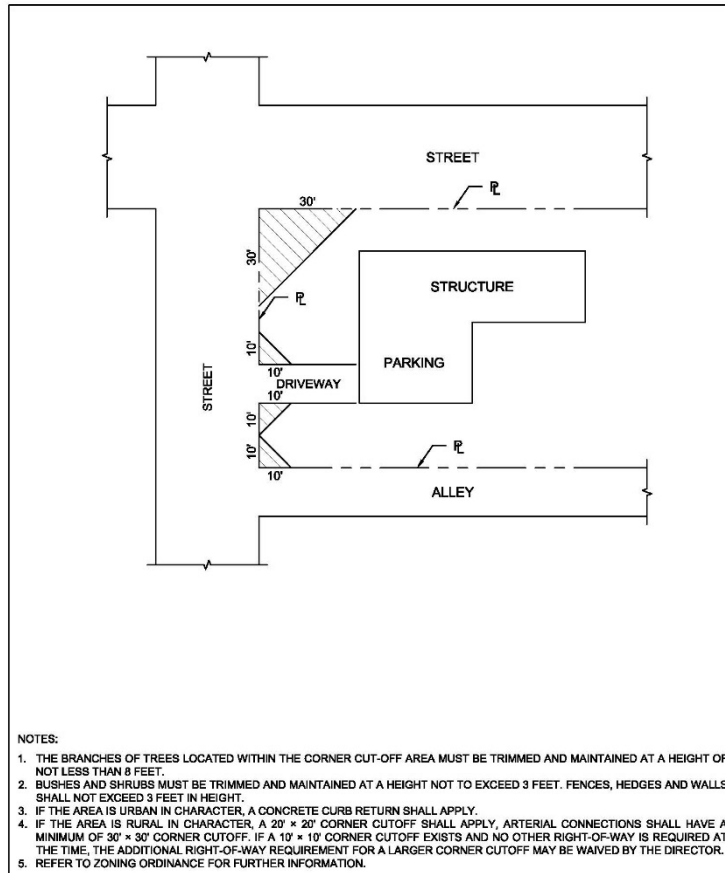 STREET
℄
30'
30'
STRUCTURE
℄
10'
PARKING
10'
DRIVEWAY
10'
STREET
10'
10'
℄
10'
ALLEY
NOTES:
1. THE BRANCHES OF TREES LOCATED WITHIN THE CORNER CUT-OFF AREA MUST BE TRIMMED AND MAINTAINED AT A HEIGHT OF
NOT LESS THAN 8 FEET.
2. BUSHES AND SHRUBS MUST BE TRIMMED AND MAINTAINED AT A HEIGHT NOT TO EXCEED 3 FEET. FENCES, HEDGES AND WALLS
SHALL NOT EXCEED 3 FEET IN HEIGHT.
3. IF THE AREA IS URBAN IN CHARACTER, A CONCRETE CURB RETURN SHALL APPLY.
4. IF THE AREA IS RURAL IN CHARACTER, A 20' × 20' CORNER CUTOFF SHALL APPLY, ARTERIAL CONNECTIONS SHALL HAVE A
MINIMUM OF 30' × 30' CORNER CUTOFF. IF A 10' × 10' CORNER CUTOFF EXISTS AND NO OTHER RIGHT-OF-WAY IS REQUIRED AT
THE TIME, THE ADDITIONAL RIGHT-OF-WAY REQUIREMENT FOR A LARGER CORNER CUTOFF MAY BE WAIVED BY THE DIRECTOR.
5. REFER TO ZONING ORDINANCE FOR FURTHER INFORMATION.